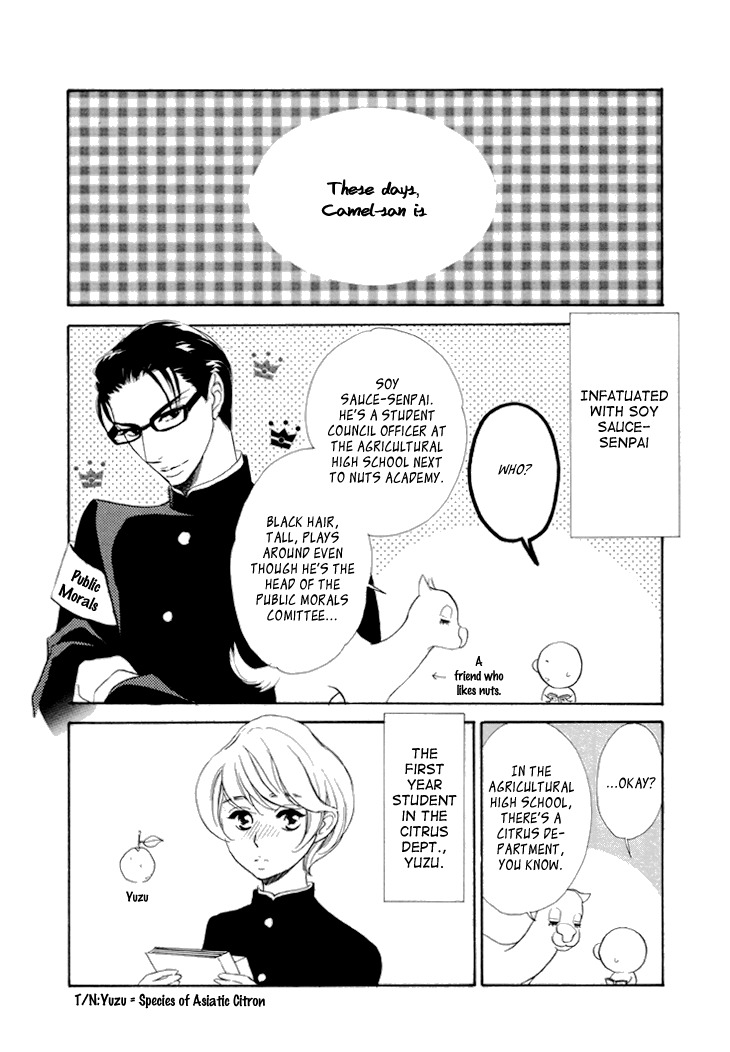 These days,
Camel-san is
INFATUATED
WITH SOY
SAUCE-
SENPAI
WHO?
SOY
SAUCE-SENPAI.
HE'S A STUDENT
COUNCIL OFFICER AT
THE AGRICULTURAL
HIGH SCHOOL NEXT
TO NUTS ACADEMY.
BLACK HAIR,
TALL, PLAYS
AROUND EVEN
THOUGH HE'S THE
HEAD OF THE
PUBLIC MORALS
COMITTEE...
Public
Morals
A
← friend who
likes nuts.
...OKAY?
IN THE
AGRICULTURAL
HIGH SCHOOL,
THERE'S A
CITRUS DE-
PARTMENT,
YOU KNOW.
THE
FIRST
YEAR
STUDENT
IN THE
CITRUS
DEPT.,
YUZU.
Yuzu
T/N:Yuzu = Species of Asiatic Citron